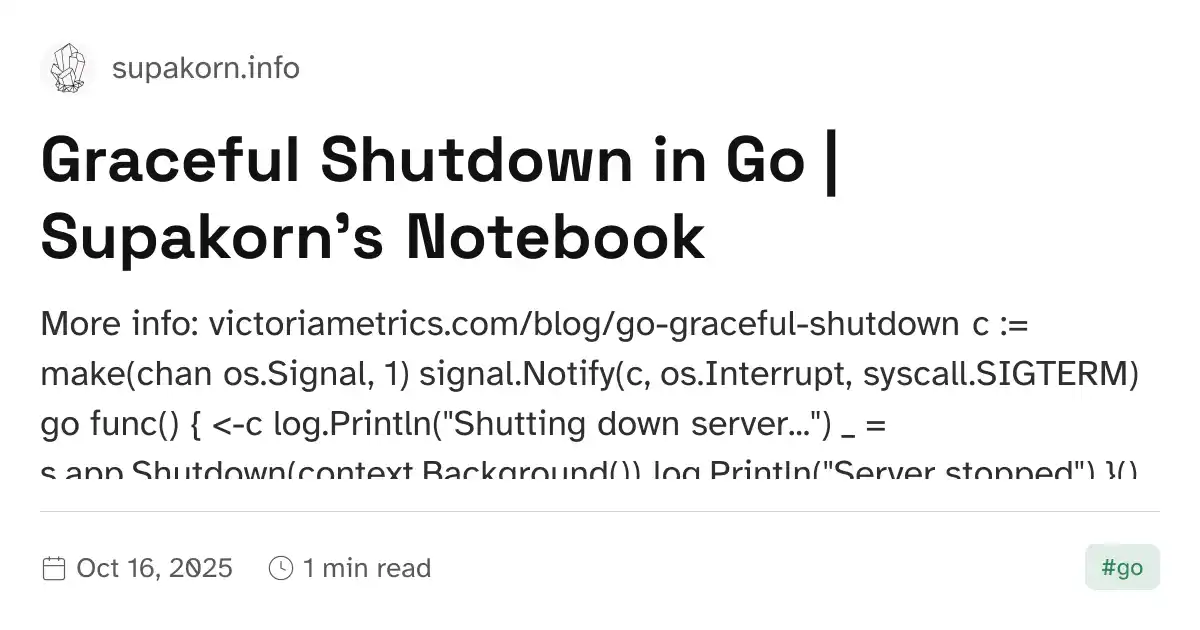 supakorn.info
Graceful Shutdown in Go |
Supakorn’s Notebook
More info: victoriametrics.com/blog/go-graceful-shutdown c :=
make(chan os.Signal, 1) signal.Notify(c, os.Interrupt, syscall.SIGTERM)
go func() { <-c log.Println("Shutting down server...") _ =
s.app.Shutdown(context.Background()) log.Println("Server stopped") }()
Oct 16, 2025
1 min read
#go